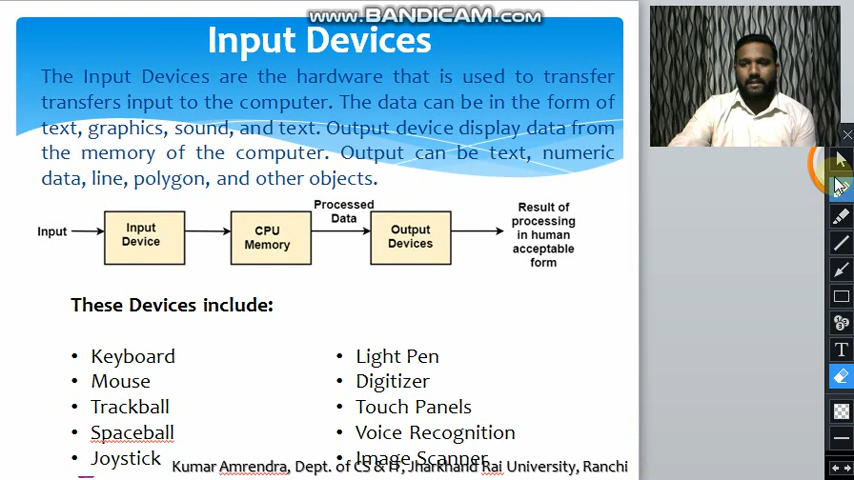 www.BANDICAM.com
Input Devices
The Input Devices are the hardware that is used to transfer
transfers input to the computer. The data can be in the form of
text, graphics, sound, and text. Output device display data from
the memory of the computer. Output can be text, numeric
data, line, polygon, and other objects.
Input
Input
Device
CPU
Memory
Processed
Data
Output
Devices
Result of
processing
in human
acceptable
form
These Devices include:
• Keyboard
• Mouse
• Trackball
• Spaceball
• Joystick
• Light Pen
• Digitizer
• Touch Panels
• Voice Recognition
• Image Scanner
Kumar Amrendra, Dept. of CS & IT, Jharkhand Rai University, Ranchi
T